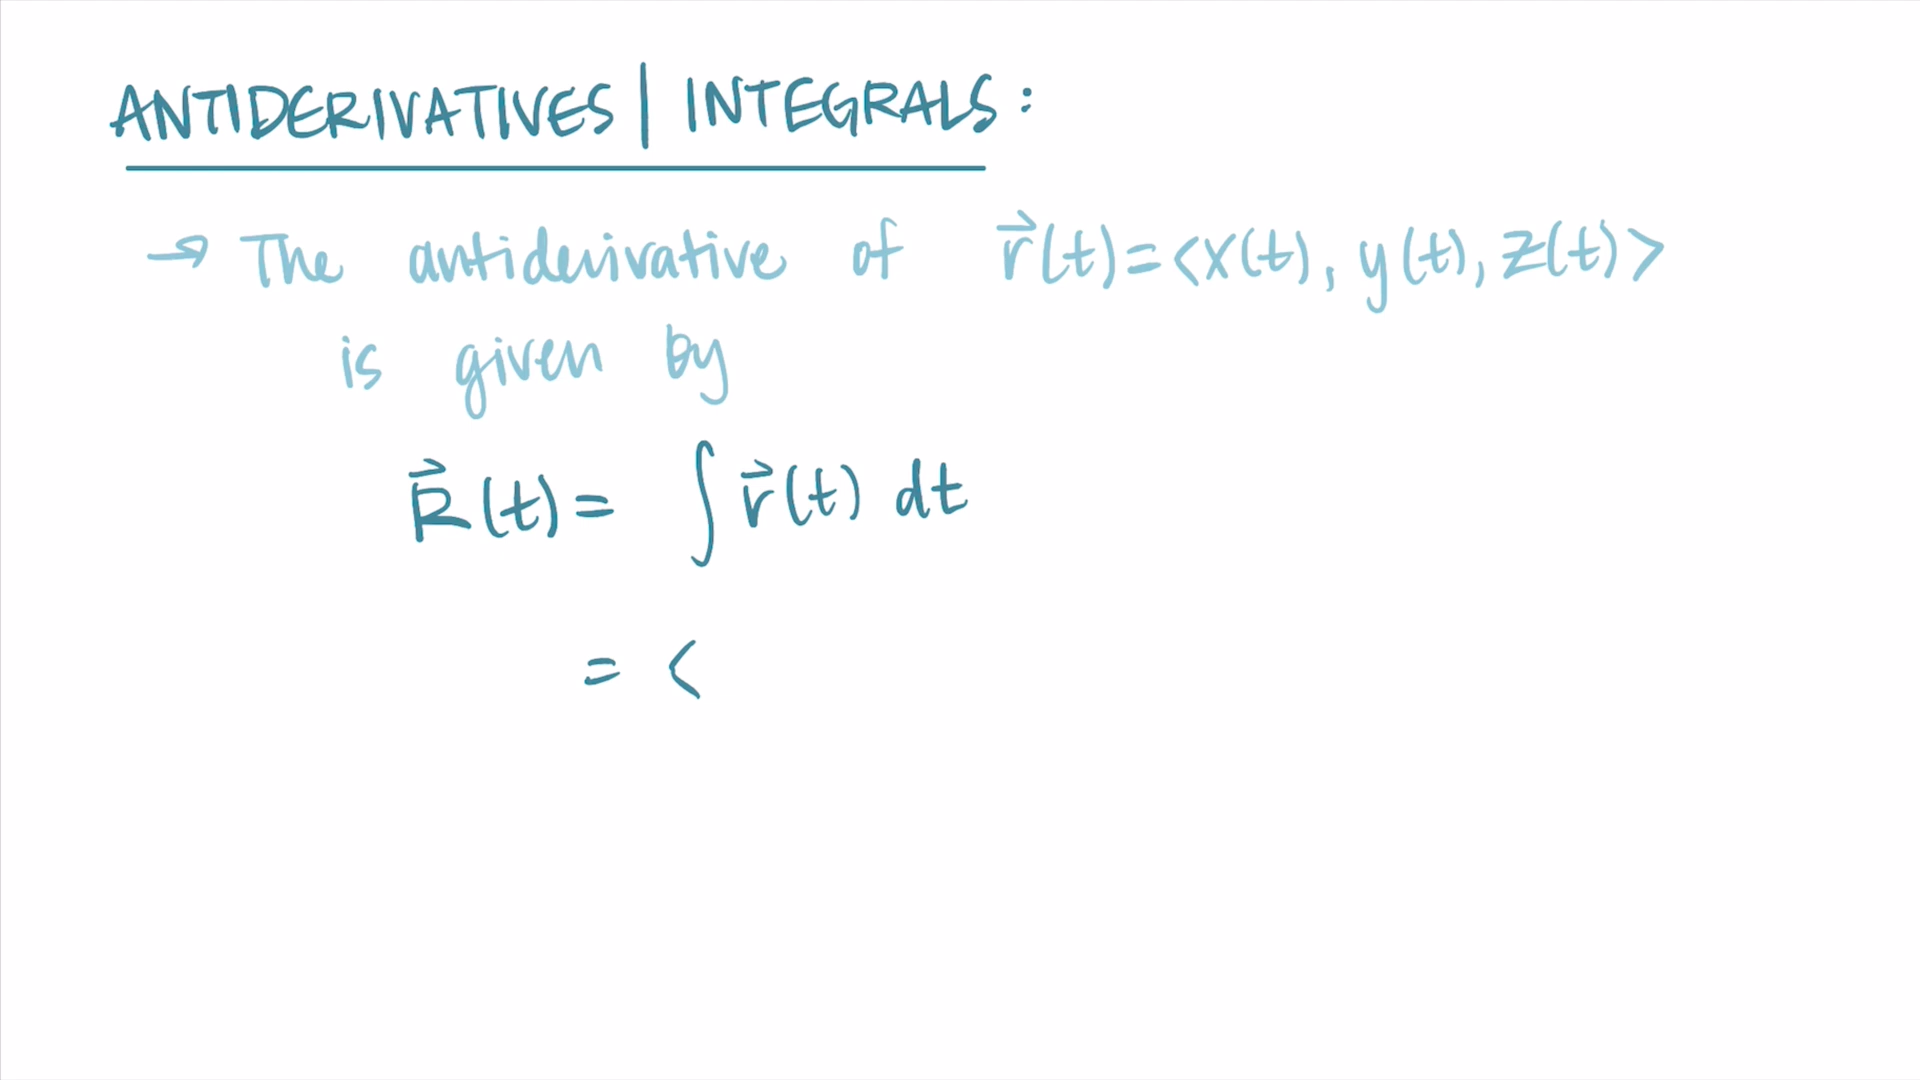 ANTIDERIVATIVES | INTEGRALS:
→ The antiderivative of r⃗(t)=<x(t), y(t), z(t)>
is given by
R⃗(t)= ∫ r⃗(t) dt
= <